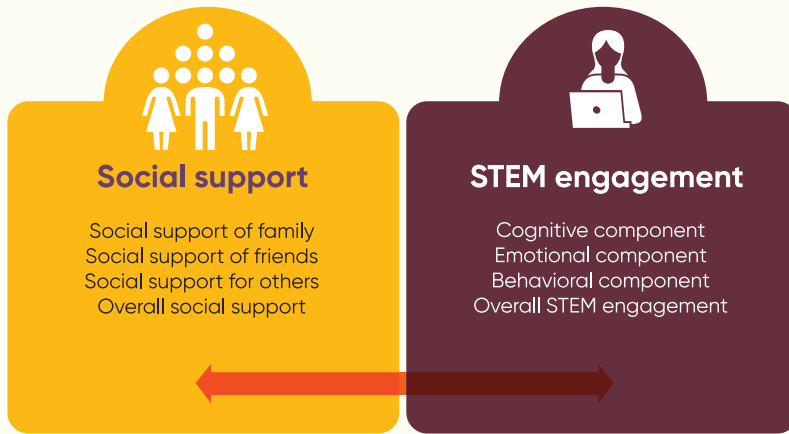 Social support
Social support of family
Social support of friends
Social support for others
Overall social support
STEM engagement
Cognitive component
Emotional component
Behavioral component
Overall STEM engagement